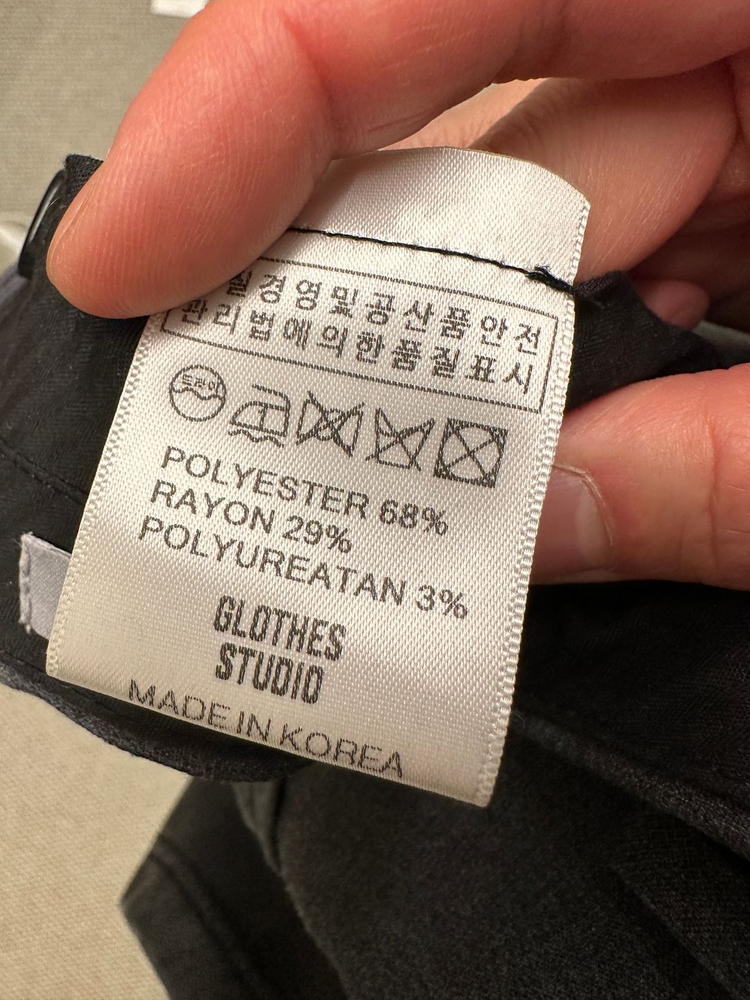 품질경영및공산품안전
관리법에의한품질표시
드라이
POLYESTER 68%
RAYON 29%
POLYUREATAN 3%
GLOTHES
STUDIO
MADE IN KOREA